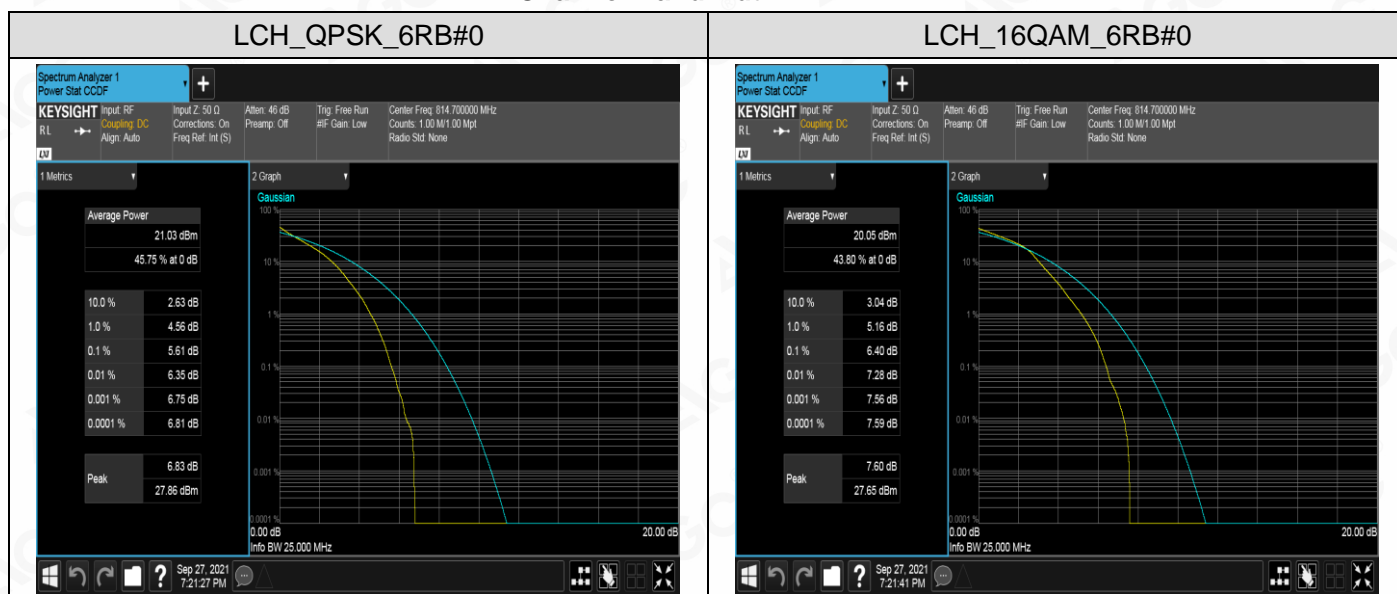 LCH_QPSK_6RB#0
Spectrum Analyzer 1
Power Stat CCDF
+
KEYSIGHT
RL
Input: RF
Coupling: DC
Align: Auto
Input Z: 50 Ω
Corrections: On
Freq Ref: Int (S)
Atten: 46 dB
Preamp: Off
Trig: Free Run
#IF Gain: Low
Center Freq: 814.700000 MHz
Counts: 1.00 M/1.00 Mpt
Radio Std: None
1 Metrics
Average Power
21.03 dBm
45.75 % at 0 dB
10.0 % 2.63 dB
1.0 % 4.56 dB
0.1 % 5.61 dB
0.01 % 6.35 dB
0.001 % 6.75 dB
0.0001 % 6.81 dB
Peak
6.83 dB
27.86 dBm
2 Graph
Gaussian
100 %
10 %
1 %
0.1 %
0.01 %
0.001 %
0.0001 %
0.00 dB 20.00 dB
Info BW 25.000 MHz
? Sep 27, 2021
7:21:27 PM
LCH_16QAM_6RB#0
Spectrum Analyzer 1
Power Stat CCDF
+
KEYSIGHT
RL
Input: RF
Coupling: DC
Align: Auto
Input Z: 50 Ω
Corrections: On
Freq Ref: Int (S)
Atten: 46 dB
Preamp: Off
Trig: Free Run
#IF Gain: Low
Center Freq: 814.700000 MHz
Counts: 1.00 M/1.00 Mpt
Radio Std: None
1 Metrics
Average Power
20.05 dBm
43.80 % at 0 dB
10.0 % 3.04 dB
1.0 % 5.16 dB
0.1 % 6.40 dB
0.01 % 7.28 dB
0.001 % 7.56 dB
0.0001 % 7.59 dB
Peak
7.60 dB
27.65 dBm
2 Graph
Gaussian
100 %
10 %
1 %
0.1 %
0.01 %
0.001 %
0.0001 %
0.00 dB 20.00 dB
Info BW 25.000 MHz
? Sep 27, 2021
7:21:41 PM